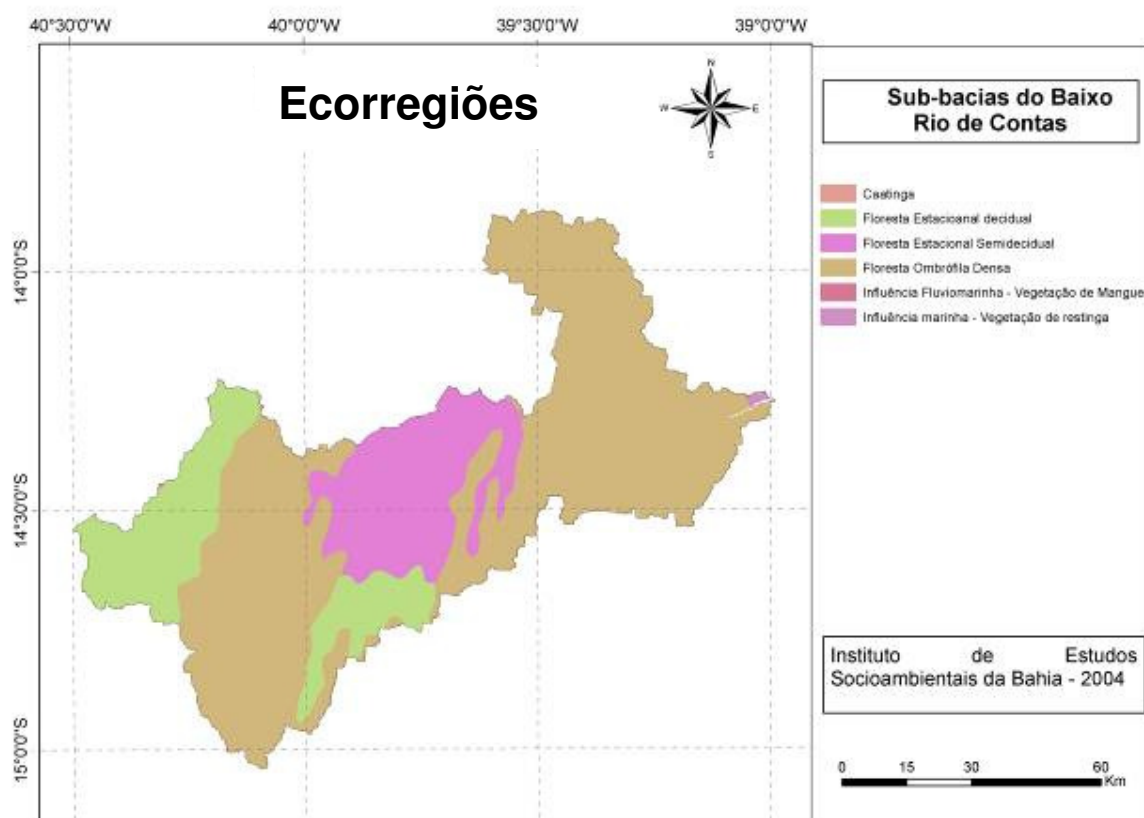 40°30'0"W
40°0'0"W
39°30'0"W
39°0'0"W
Ecorregiões
N
W
E
S
14°0'0"S
14°30'0"S
15°0'0"S
Sub-bacias do Baixo
Rio de Contas
Caatinga
Floresta Estacioanal decidual
Floresta Estacional Semidecidual
Floresta Ombrófila Densa
Influência Fluviomarinha - Vegetação de Mangue
Influência marinha - Vegetação de restinga
Instituto de Estudos
Socioambientais da Bahia - 2004
0 15 30 60
Km